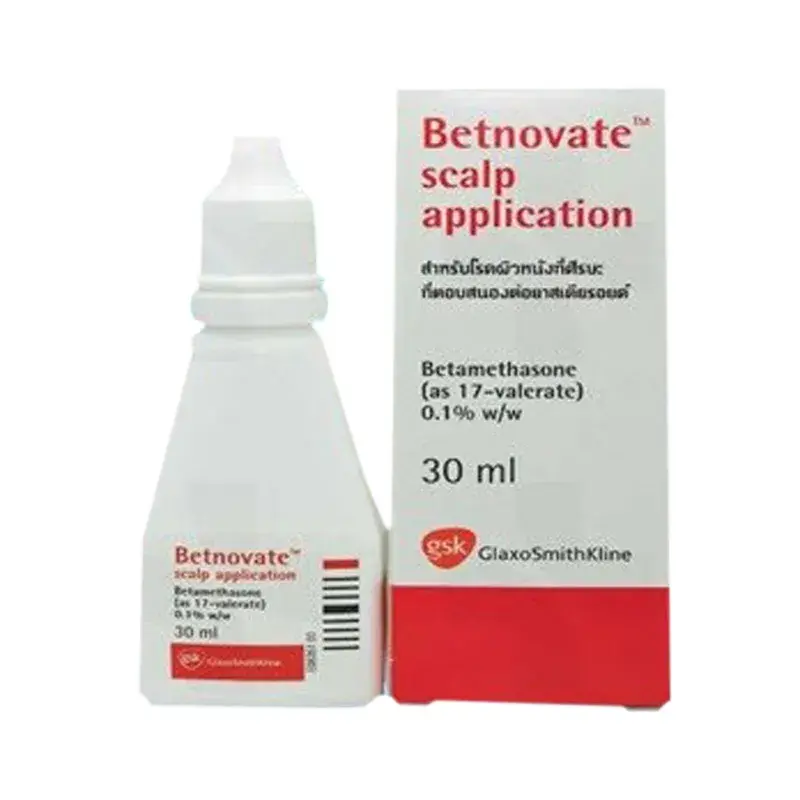 Betnovate™
scalp
application
สำหรับโรคผิวหนังที่ศีรษะ
ที่ตอบสนองต่อยาสเตียรอยด์
Betamethasone
(as 17-valerate)
0.1% w/w
30 ml
gsk GlaxoSmithKline
Betnovate™
scalp application
Betamethasone
(as 17-valerate)
0.1% w/w
30 ml
gsk GlaxoSmithKline